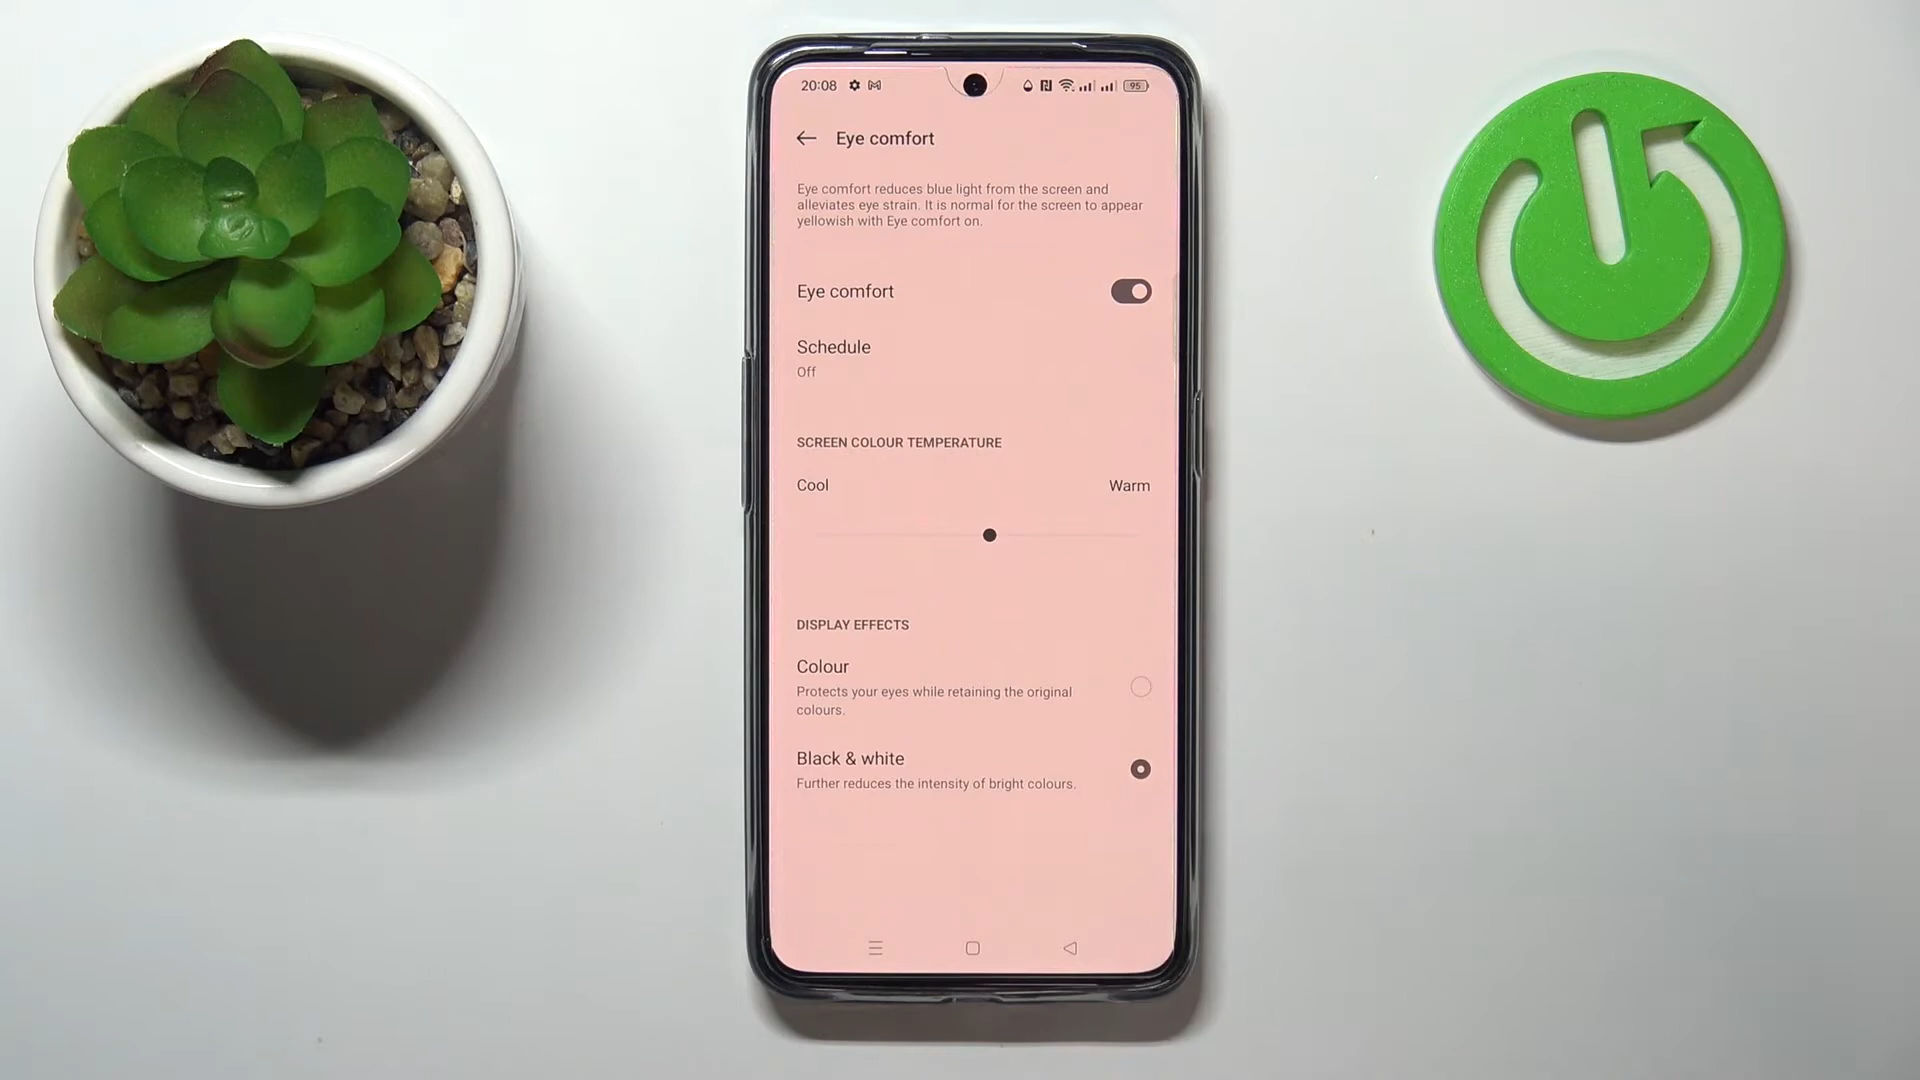 20:08
95
Eye comfort
Eye comfort reduces blue light from the screen and
alleviates eye strain. It is normal for the screen to appear
yellowish with Eye comfort on.
Eye comfort
Schedule
Off
SCREEN COLOUR TEMPERATURE
Cool
Warm
DISPLAY EFFECTS
Colour
Protects your eyes while retaining the original
colours.
Black & white
Further reduces the intensity of bright colours.